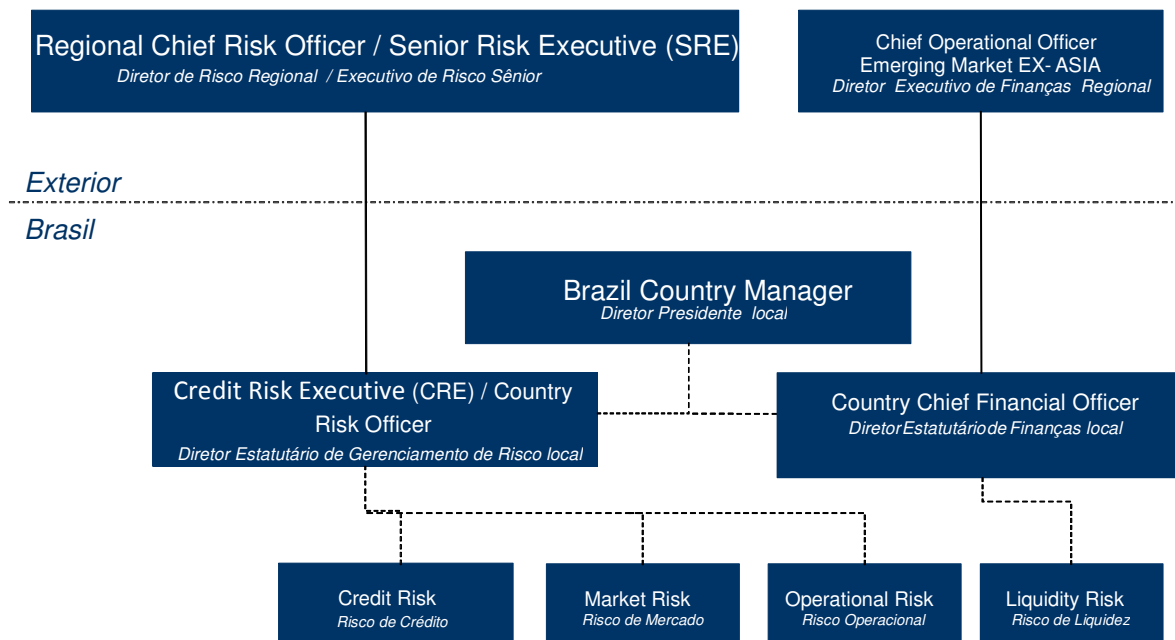 Regional Chief Risk Officer / Senior Risk Executive (SRE)
Diretor de Risco Regional / Executivo de Risco Sênior
Chief Operational Officer
Emerging Market EX- ASIA
Diretor Executivo de Finanças Regional
Exterior
Brasil
Brazil Country Manager
Diretor Presidente local
Credit Risk Executive (CRE) / Country
Risk Officer
Diretor Estatutário de Gerenciamento de Risco local
Country Chief Financial Officer
Diretor Estatutário de Finanças local
Credit Risk
Risco de Crédito
Market Risk
Risco de Mercado
Operational Risk
Risco Operacional
Liquidity Risk
Risco de Liquidez